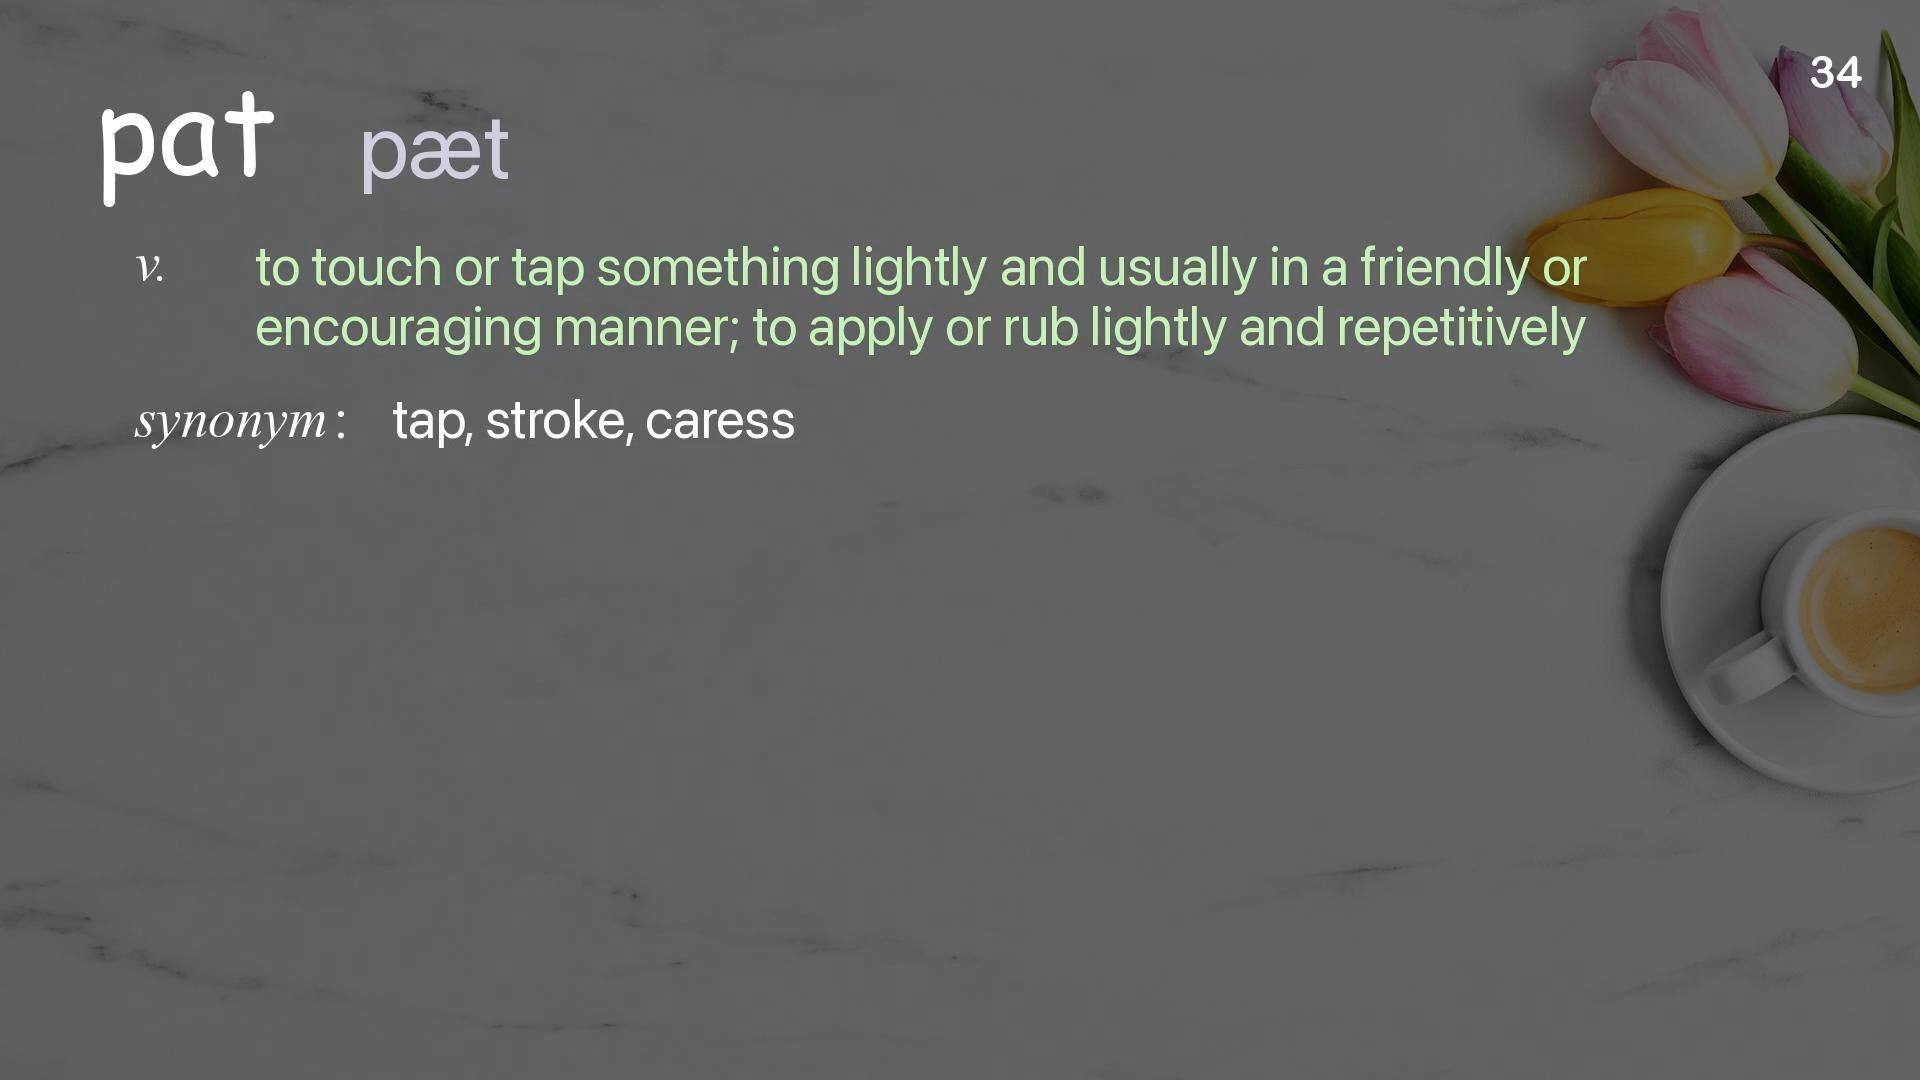 34
pat pæt
v. to touch or tap something lightly and usually in a friendly or
encouraging manner; to apply or rub lightly and repetitively
synonym : tap, stroke, caress